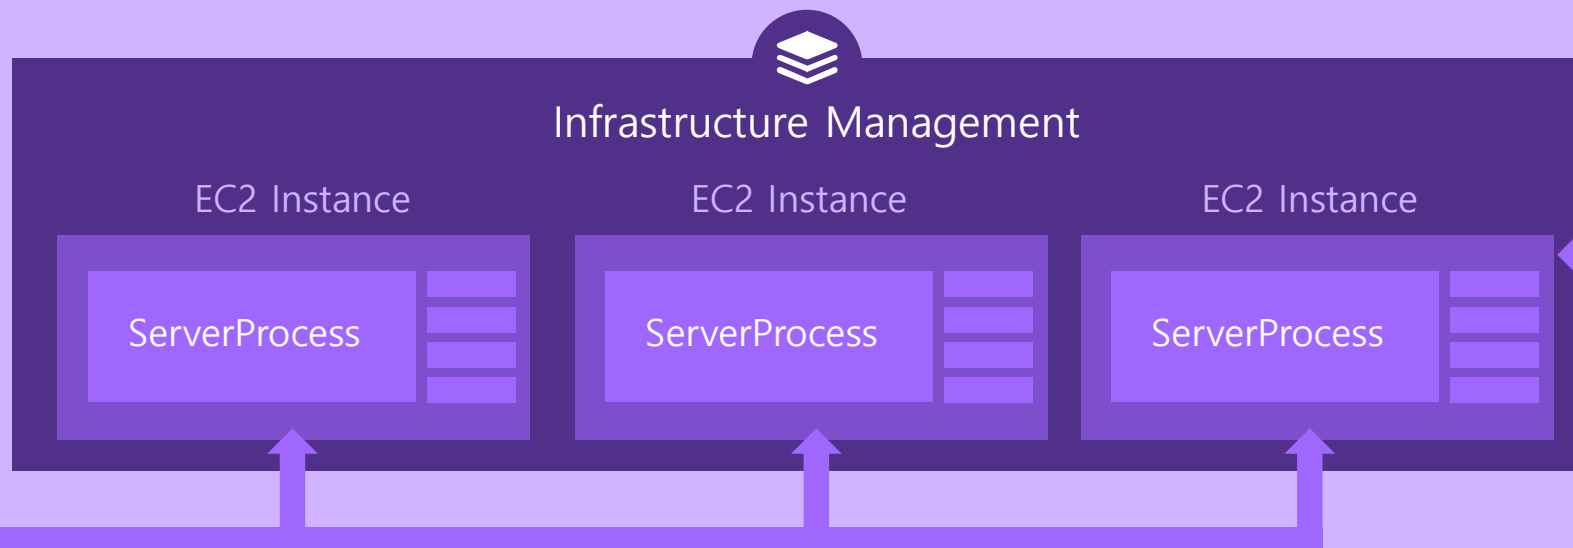 Infrastructure Management
EC2 Instance
EC2 Instance
EC2 Instance
ServerProcess
ServerProcess
ServerProcess